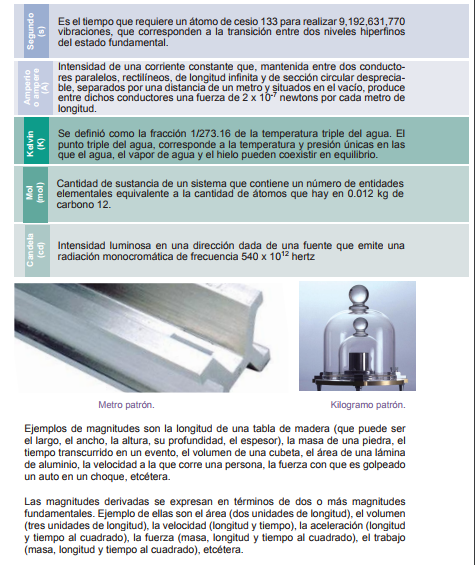 Segundo
(s)
Es el tiempo que requiere un átomo de cesio 133 para realizar 9,192,631,770
vibraciones, que corresponden a la transición entre dos niveles hiperfinos
del estado fundamental.
Amperio
o ampere
(A)
Intensidad de una corriente constante que, mantenida entre dos conducto-
res paralelos, rectilíneos, de longitud infinita y de sección circular desprecia-
ble, separados por una distancia de un metro y situados en el vacío, produce
entre dichos conductores una fuerza de 2 x 10⁻⁷ newtons por cada metro de
longitud.
Kelvin
(K)
Se definió como la fracción 1/273.16 de la temperatura triple del agua. El
punto triple del agua, corresponde a la temperatura y presión únicas en las
que el agua, el vapor de agua y el hielo pueden coexistir en equilibrio.
Mol
(mol)
Cantidad de sustancia de un sistema que contiene un número de entidades
elementales equivalente a la cantidad de átomos que hay en 0.012 kg de
carbono 12.
Candela
(cd)
Intensidad luminosa en una dirección dada de una fuente que emite una
radiación monocromática de frecuencia 540 x 10¹² hertz
Metro patrón.
Kilogramo patrón.
Ejemplos de magnitudes son la longitud de una tabla de madera (que puede ser
el largo, el ancho, la altura, su profundidad, el espesor), la masa de una piedra, el
tiempo transcurrido en un evento, el volumen de una cubeta, el área de una lámina
de aluminio, la velocidad a la que corre una persona, la fuerza con que es golpeado
un auto en un choque, etcétera.
Las magnitudes derivadas se expresan en términos de dos o más magnitudes
fundamentales. Ejemplo de ellas son el área (dos unidades de longitud), el volumen
(tres unidades de longitud), la velocidad (longitud y tiempo), la aceleración (longitud
y tiempo al cuadrado), la fuerza (masa, longitud y tiempo al cuadrado), el trabajo
(masa, longitud y tiempo al cuadrado), etcétera.